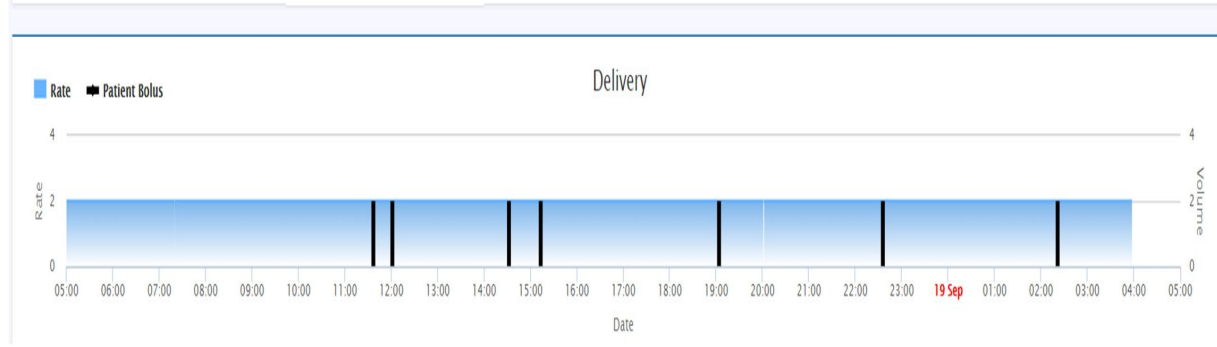 Delivery
Rate Patient Bolus
4 4
Rate 2 2 Volume
0 0
05:00 06:00 07:00 08:00 09:00 10:00 11:00 12:00 13:00 14:00 15:00 16:00 17:00 18:00 19:00 20:00 21:00 22:00 23:00 19 Sep 01:00 02:00 03:00 04:00 05:00
Date